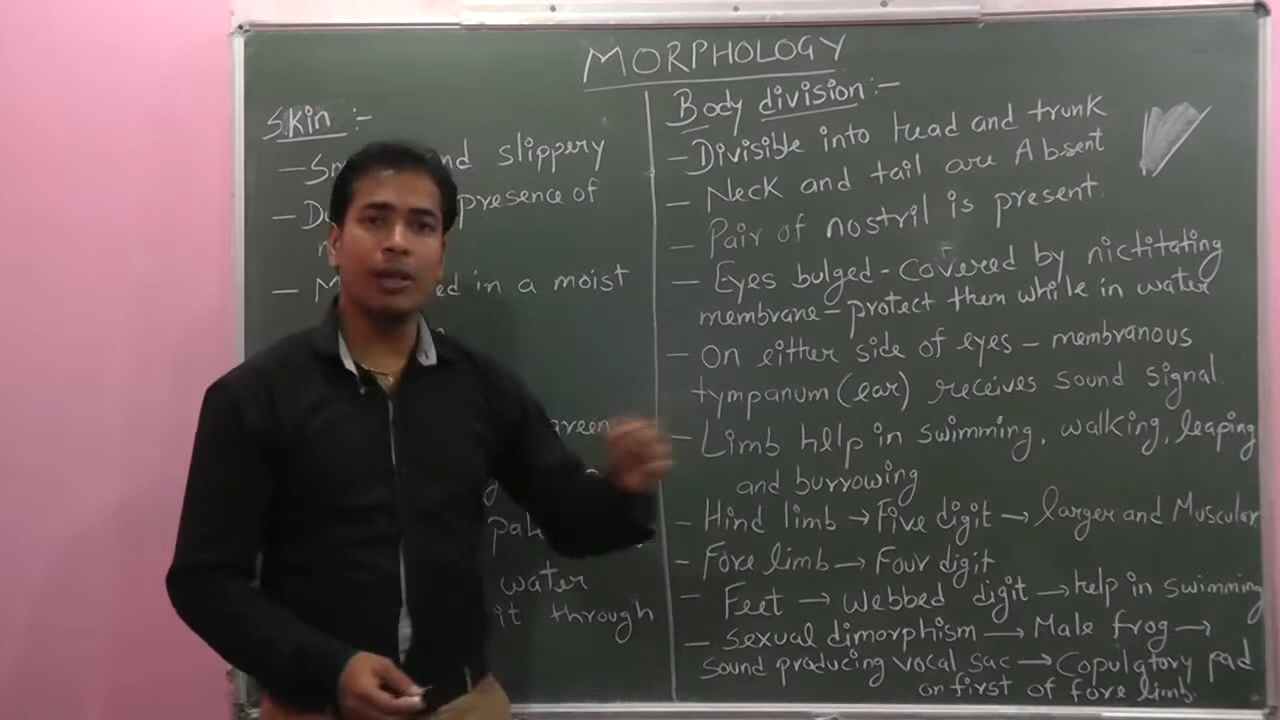 MORPHOLOGY
Skin :-
- Sm nd slippery
- D presence of
- M ed in a moist
green
pale
water
it through
Body division :-
- Divisible into head and trunk
- Neck and tail are Absent
- Pair of nostril is present.
- Eyes bulged - covered by nictitating
membrane - protect them while in water
- On either side of eyes - membranous
tympanum (ear) receives sound signal.
- Limb help in swimming, walking, leaping
and burrowing
- Hind limb → Five digit → larger and Muscular
- Fore limb → Four digit
- Feet → webbed digit → help in swimming
- Sexual dimorphism → Male frog →
sound producing vocal sac → Copulatory pad
on first of fore limb.